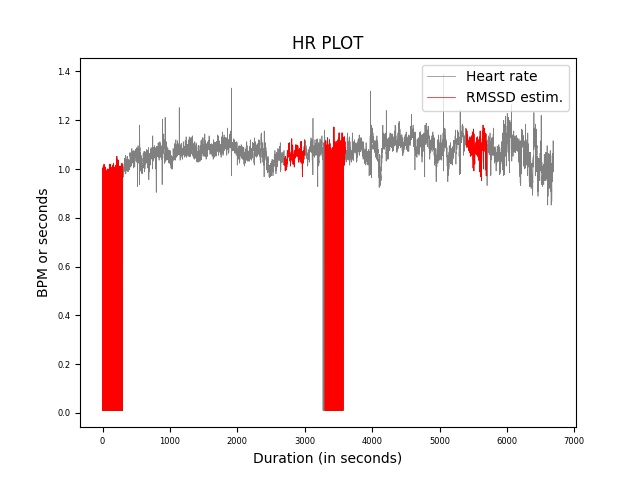 HR PLOT
Heart rate
RMSSD estim.
BPM or seconds
1.4
1.2
1.0
0.8
0.6
0.4
0.2
0.0
0 1000 2000 3000 4000 5000 6000 7000
Duration (in seconds)